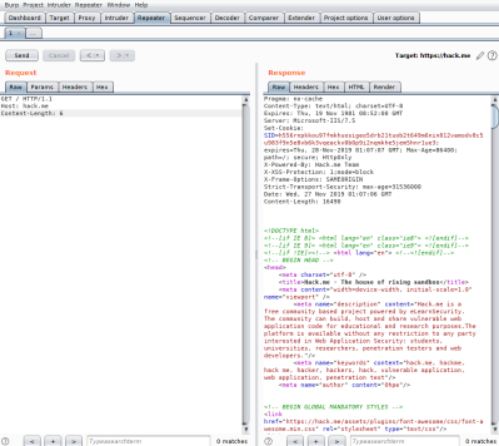 Burp Project Intruder Repeater Window Help
Dashboard Target Proxy Intruder Repeater Sequencer Decoder Comparer Extender Project options User options
1 ...
Send Cancel < >
Target: https://hack.me
Request
Raw Params Headers Hex
GET / HTTP/1.1
Host: hack.me
Content-Length: 6
Response
Raw Headers Hex HTML Render
Pragma: no-cache
Content-Type: text/html; charset=UTF-8
Expires: Thu, 19 Nov 1981 08:52:00 GMT
Server: Microsoft-IIS/7.5
Set-Cookie:
expires=Thu, 28-Nov-2019 01:07:07 GMT; Max-Age=86400;
path=/; secure; HttpOnly
X-Powered-By: Hack.me Team
X-XSS-Protection: 1;mode=block
X-Frame-Options: SAMEORIGIN
Strict-Transport-Security: max-age=31536000
Date: Wed, 27 Nov 2019 01:07:06 GMT
Content-Length: 16490
<!DOCTYPE html>
<!--[if IE 8]> <html lang="en" class="ie8"> <![endif]-->
<!--[if IE 9]> <html lang="en" class="ie9"> <![endif]-->
<!--[if !IE]><!--> <html lang="en"> <!--<![endif]-->
<!-- BEGIN HEAD -->
<head>
<meta charset="utf-8" />
<title>Hack.me - The house of rising sandbox</title>
<meta content="width=device-width, initial-scale=1.0"
name="viewport" />
<meta name="description" content="Hack.me is a
free community based project powered by eLearnSecurity.
The community can build, host and share vulnerable web
application code for educational and research purposes.The
platform is available without any restriction to any party
interested in Web Application Security: students,
universities, researchers, penetration testers and web
developers."/>
<meta name="keywords" content="hack.me, hackme,
hack me, hacker, hackers, hack, vulnerable application,
web application, penetration test"/>
<meta name="author" content="
<!-- BEGIN GLOBAL MANDATORY STYLES -->
<link
href="https://hack.me/assets/plugins/font-awesome/css/font-a
wesome.min.css" rel="stylesheet" type="text/css"/>
? < + > Type a search term 0 matches
? < + > Type a search term 0 matches